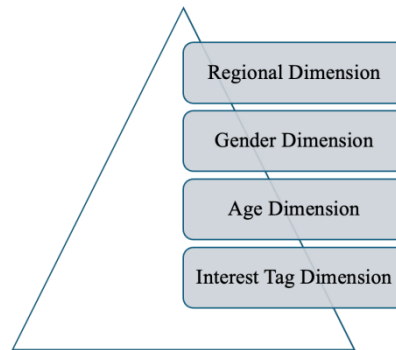 Regional Dimension
Gender Dimension
Age Dimension
Interest Tag Dimension